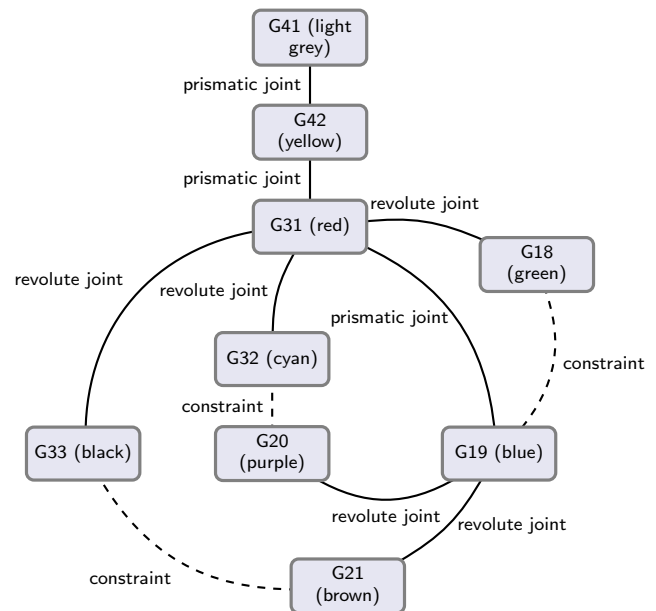 G41 (light
grey)
prismatic joint
G42
(yellow)
prismatic joint
G31 (red)
revolute joint
G18
(green)
revolute joint
revolute joint
prismatic joint
G32 (cyan)
constraint
constraint
G33 (black)
G20
(purple)
G19 (blue)
revolute joint
revolute joint
constraint
G21
(brown)